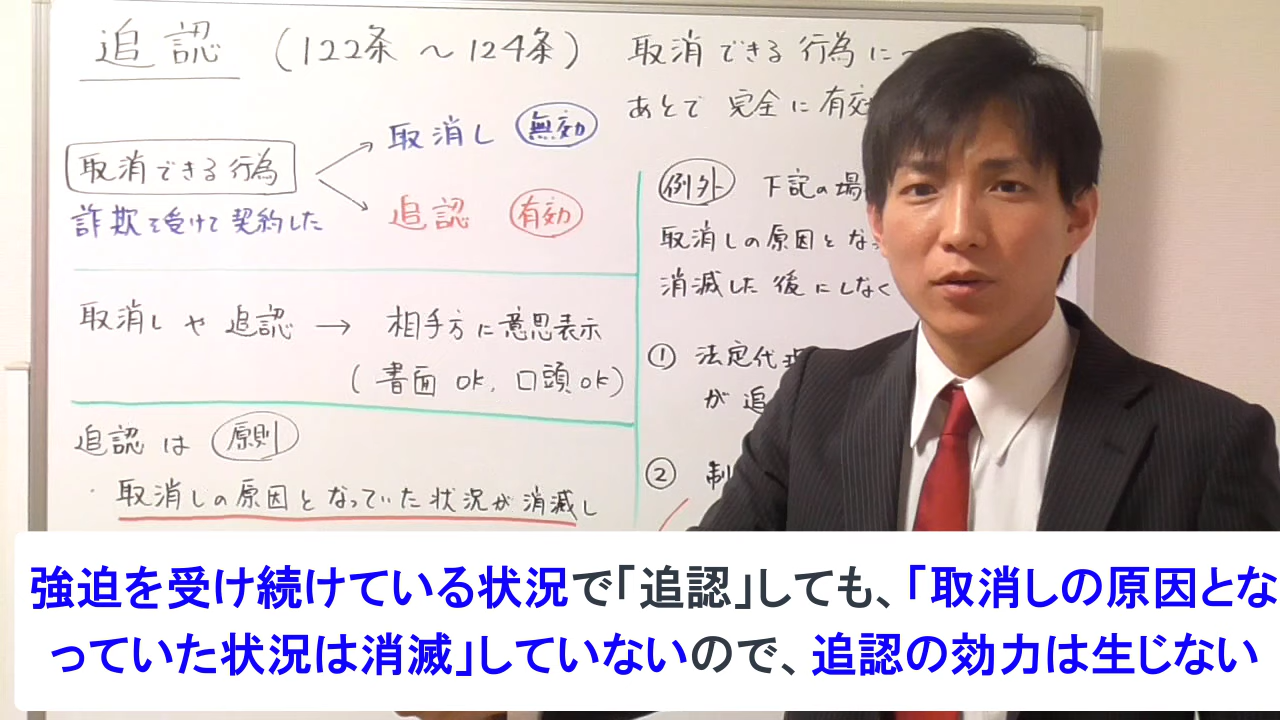 追認 (122条 ～ 124条)
取消できる行為に
あとで 完全に有効
取消できる行為
詐欺を受けて契約した
取消し 無効
追認 有効
取消しや追認 → 相手方に意思表示
(書面OK, 口頭OK)
追認は 原則
・取消しの原因となっていた状況が消滅し
例外 下記の場
取消しの原因とな
消滅した後にしなく
① 法定代理
が追
② 制
強迫を受け続けている状況で「追認」しても、「取消しの原因とな
っていた状況は消滅」していないので、追認の効力は生じない